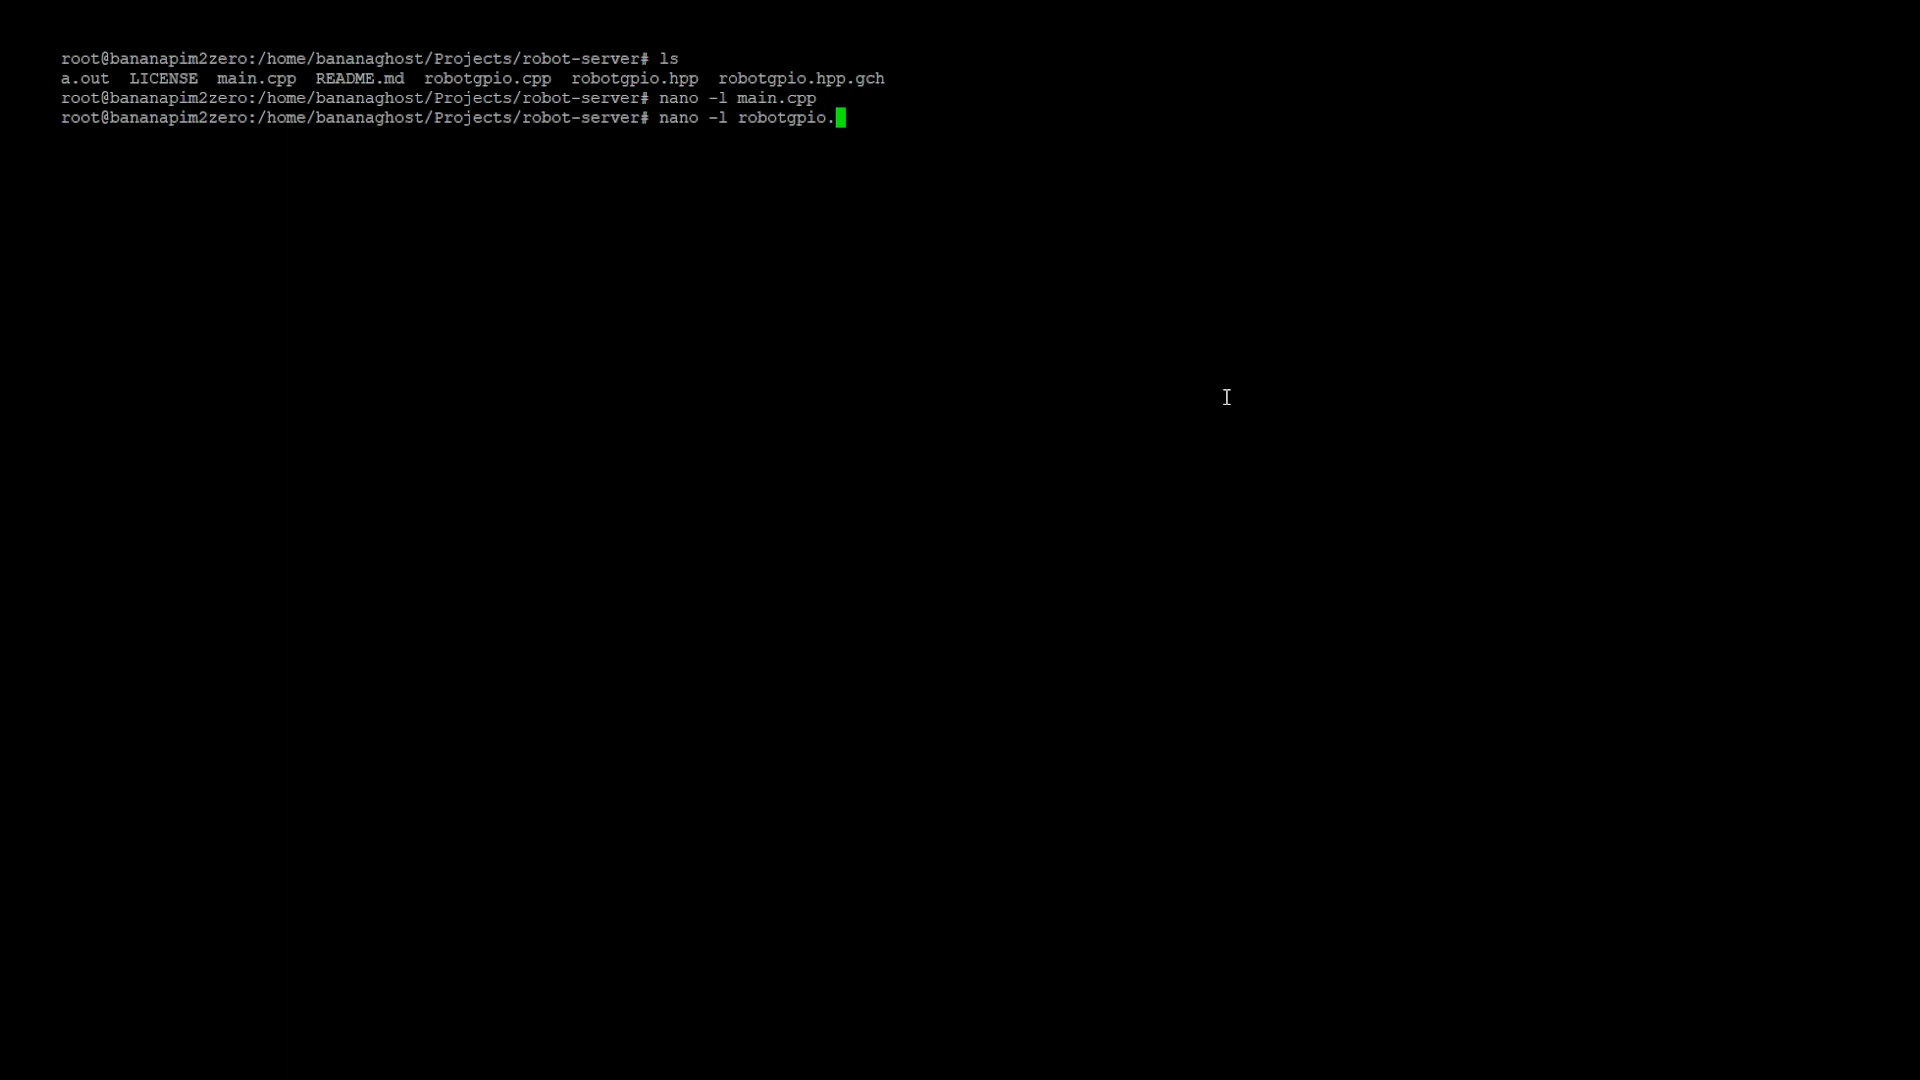 root@bananapim2zero:/home/bananaghost/Projects/robot-server# ls
a.out  LICENSE  main.cpp  README.md  robotgpio.cpp  robotgpio.hpp  robotgpio.hpp.gch
root@bananapim2zero:/home/bananaghost/Projects/robot-server# nano -l main.cpp
root@bananapim2zero:/home/bananaghost/Projects/robot-server# nano -l robotgpio.